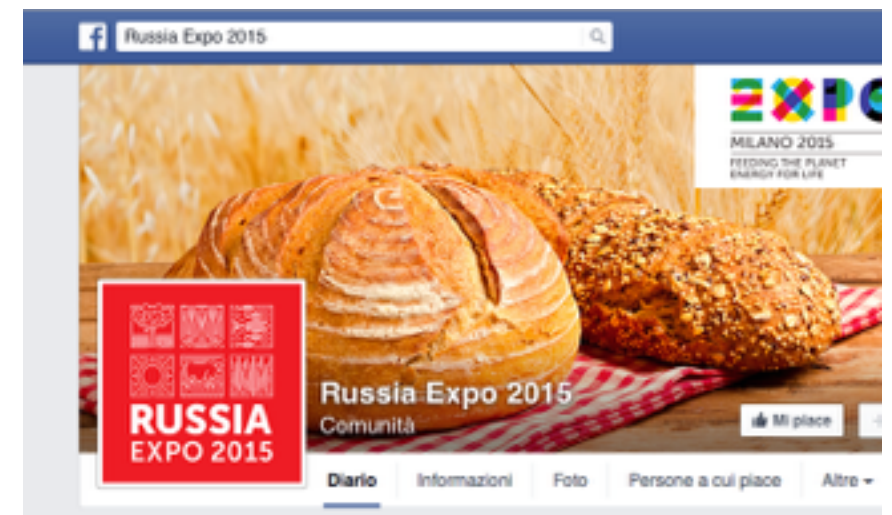 f Russia Expo 2015
EXPO
MILANO 2015
FEEDING THE PLANET
ENERGY FOR LIFE
RUSSIA
EXPO 2015
Russia Expo 2015
Comunità
Mi piace
Diario Informazioni Foto Persone a cui piace Altre